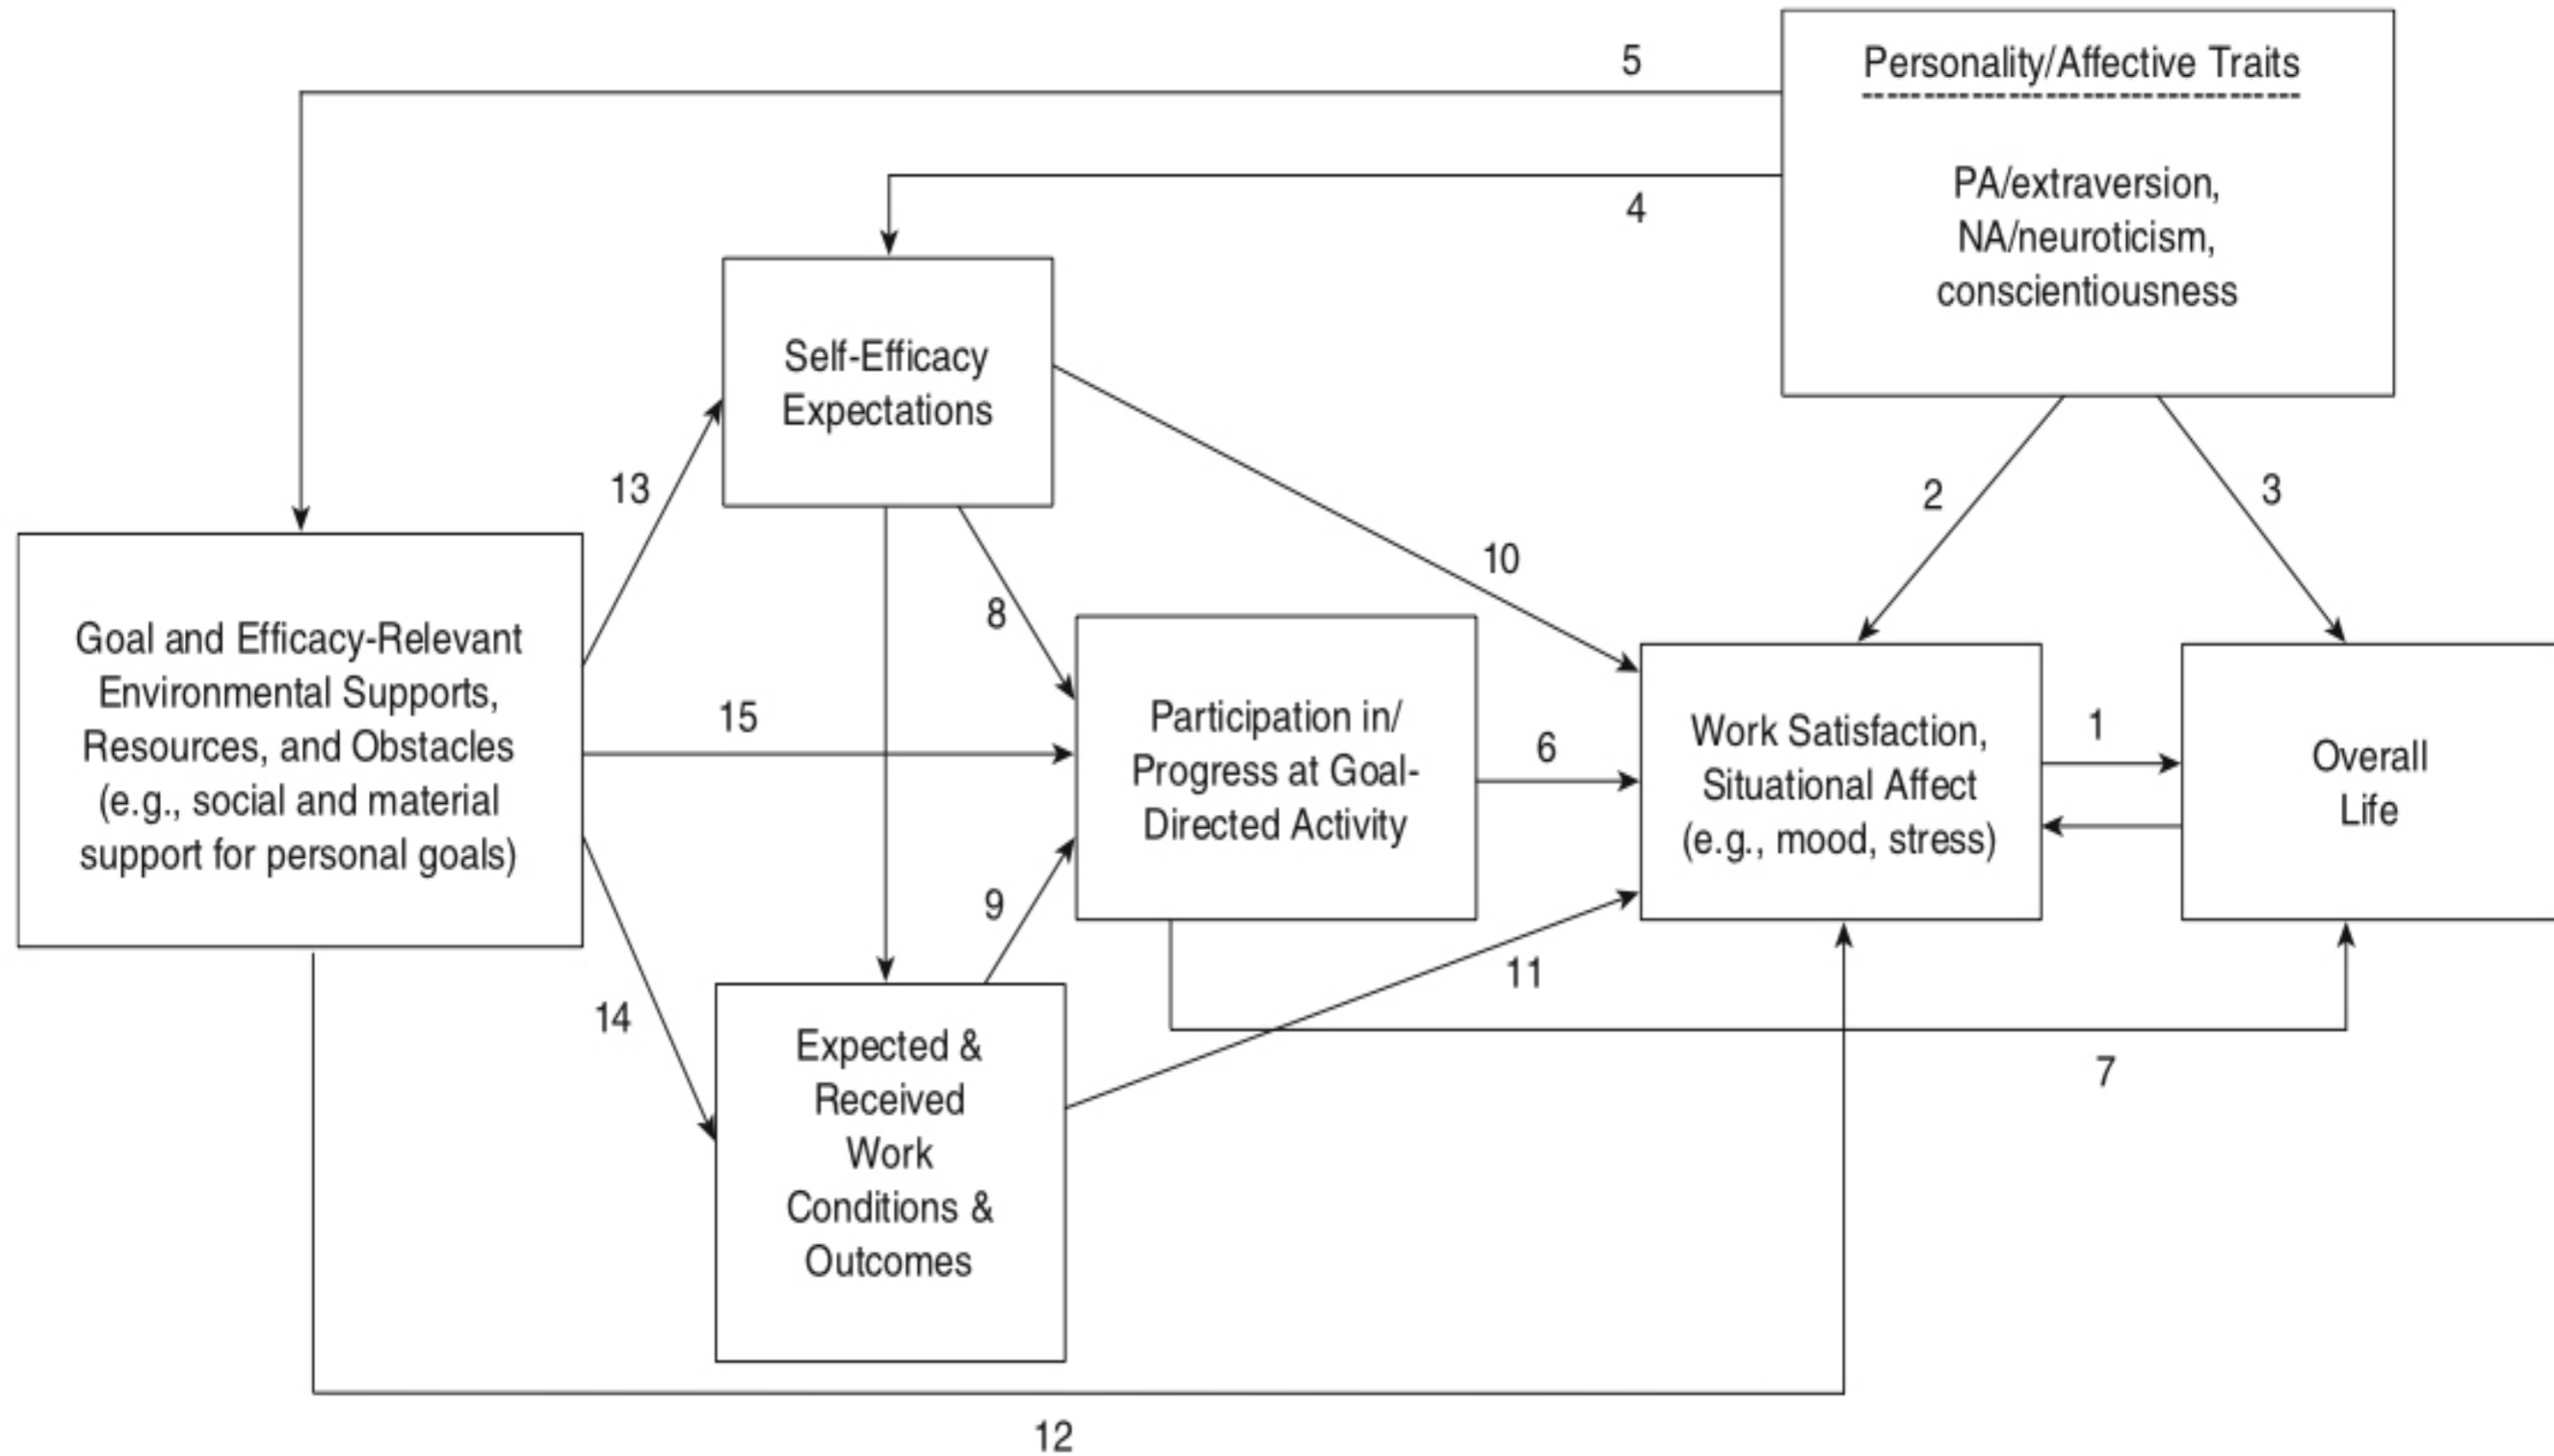 5
Personality/Affective Traits
PA/extraversion,
NA/neuroticism,
conscientiousness
4
Self-Efficacy
Expectations
13
2
3
10
8
Goal and Efficacy-Relevant
Environmental Supports,
Resources, and Obstacles
(e.g., social and material
support for personal goals)
15
Participation in/
Progress at Goal-
Directed Activity
6
Work Satisfaction,
Situational Affect
(e.g., mood, stress)
1
Overall
Life
9
11
14
7
Expected &
Received
Work
Conditions &
Outcomes
12